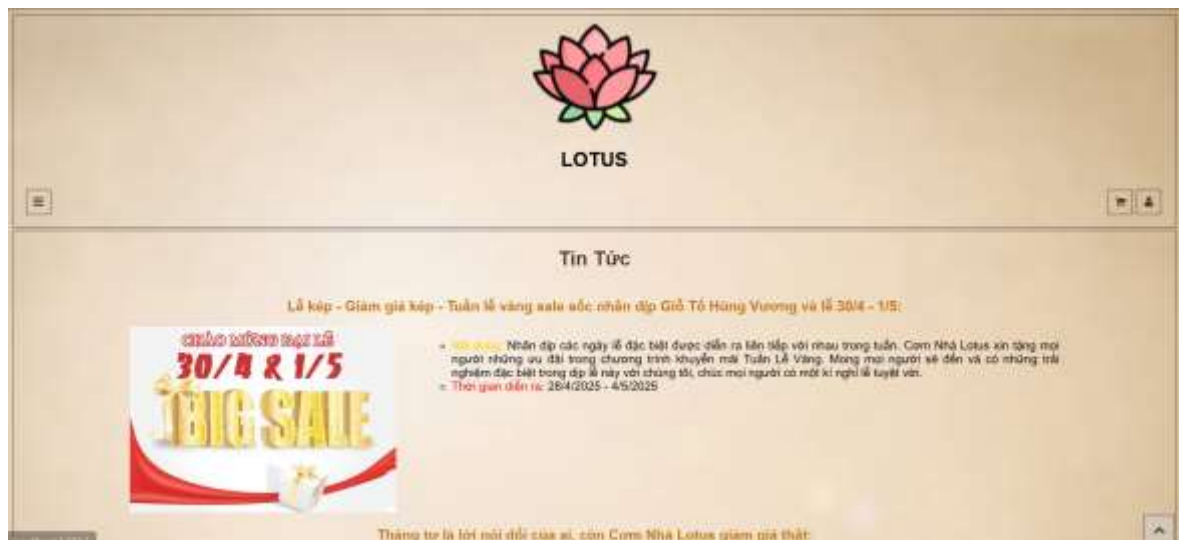 LOTUS
Tin Tức
Lễ kép - Giảm giá kép - Tuần lễ vàng sale sốc nhân dịp Giỗ Tổ Hùng Vương và lễ 30/4 - 1/5:
CHÀO MỪNG ĐẠI LỄ
30/4 & 1/5
BIG SALE
Nội dung: Nhân dịp các ngày lễ đặc biệt được diễn ra liên tiếp với nhau trong tuần. Cơm Nhà Lotus xin tặng mọi
người những ưu đãi trong chương trình khuyến mãi Tuần Lễ Vàng. Mong mọi người sẽ đến và có những trải
nghiệm đặc biệt trong dịp lễ này với chúng tôi, chúc mọi người có một kì nghỉ lễ tuyệt vời.
Thời gian diễn ra: 28/4/2025 - 4/5/2025
Tháng tư là lời nói dối của ai, còn Cơm Nhà Lotus giảm giá thật: